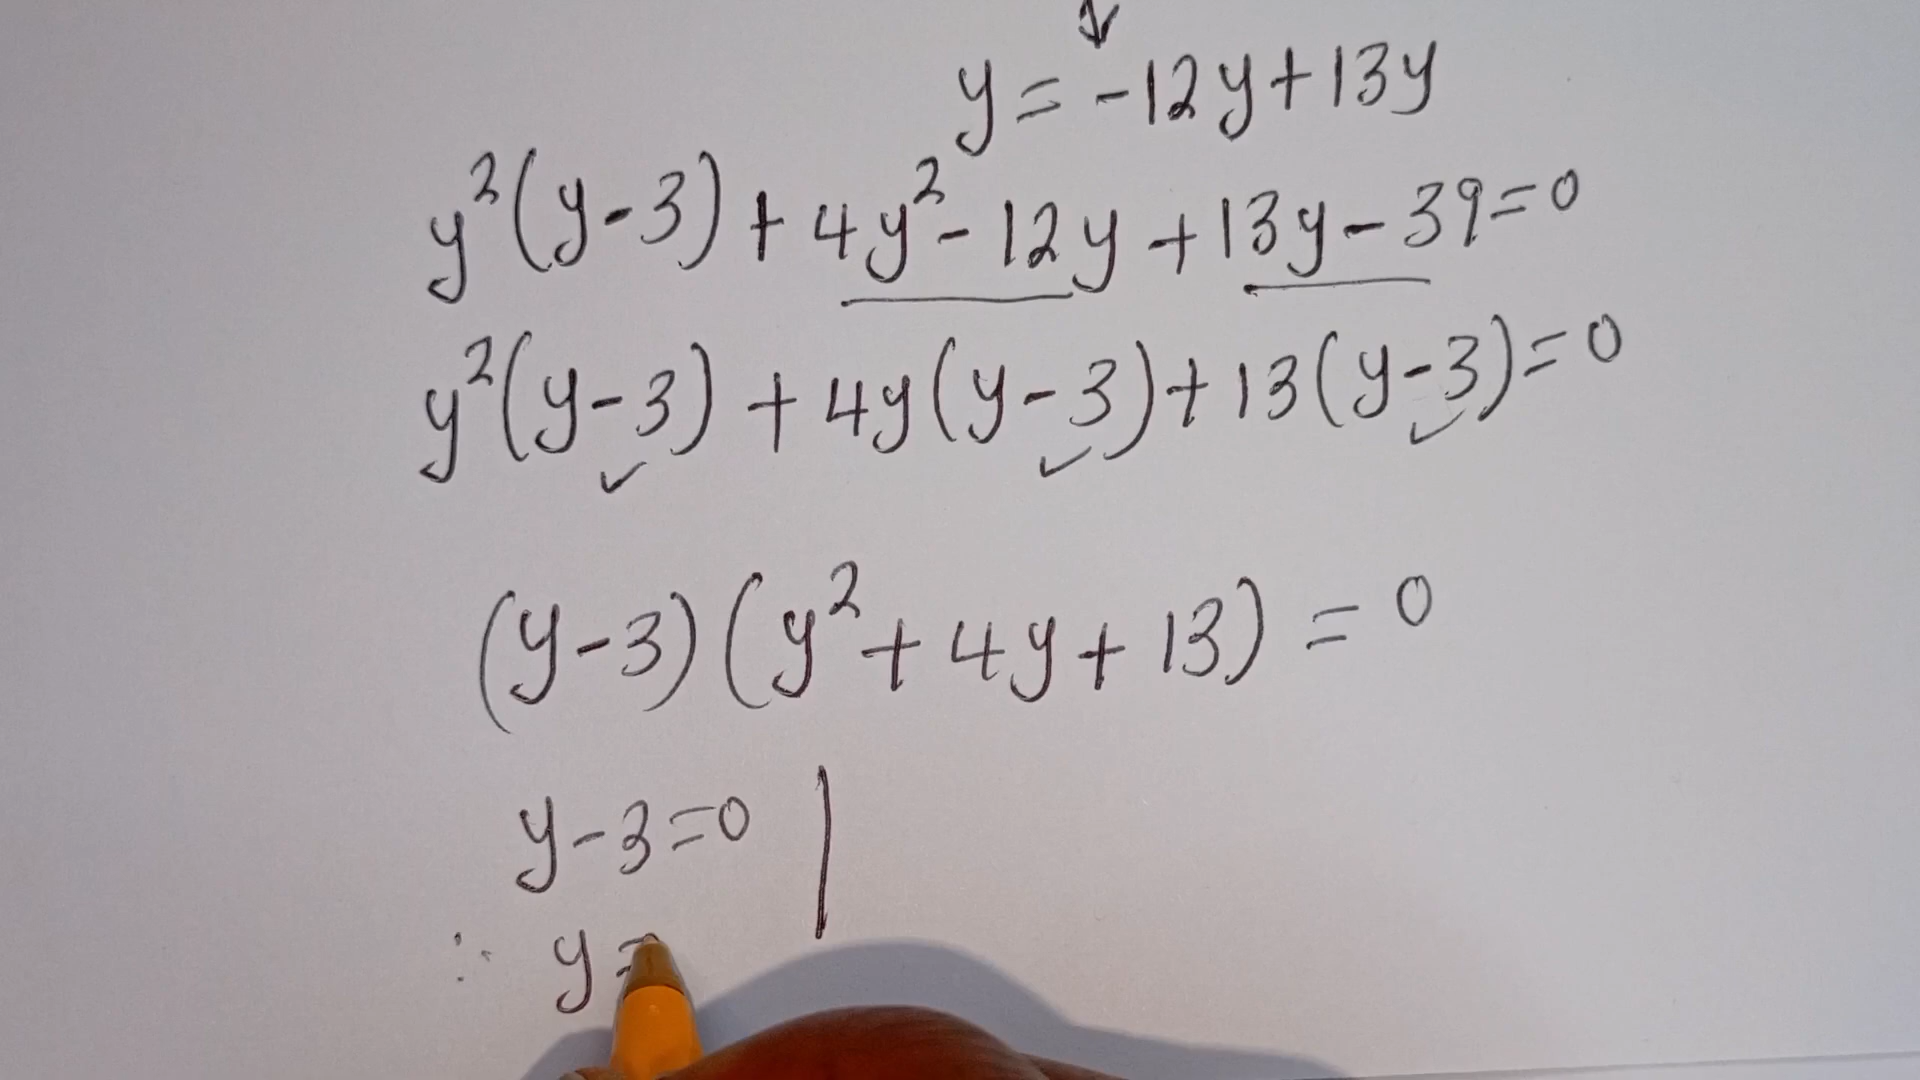 y = -12y + 13y
y²(y-3) + 4y² - 12y + 13y - 39 = 0
y²(y-3) + 4y(y-3) + 13(y-3) = 0
(y-3)(y² + 4y + 13) = 0
y-3=0
∴ y =